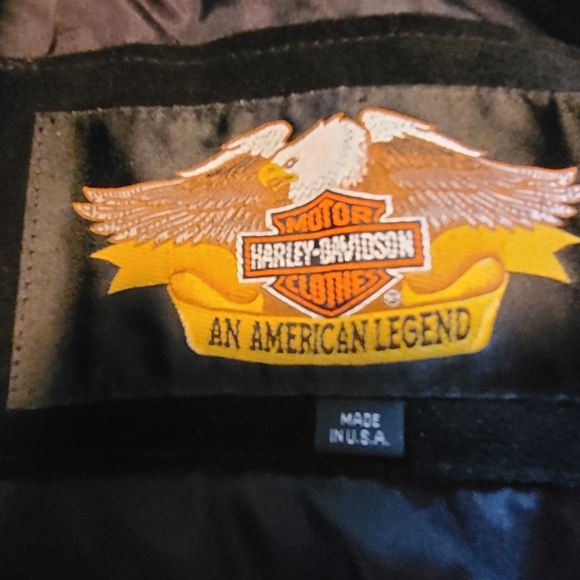 MOTOR
HARLEY-DAVIDSON
CLOTHES
®
AN AMERICAN LEGEND
MADE
IN U.S.A.